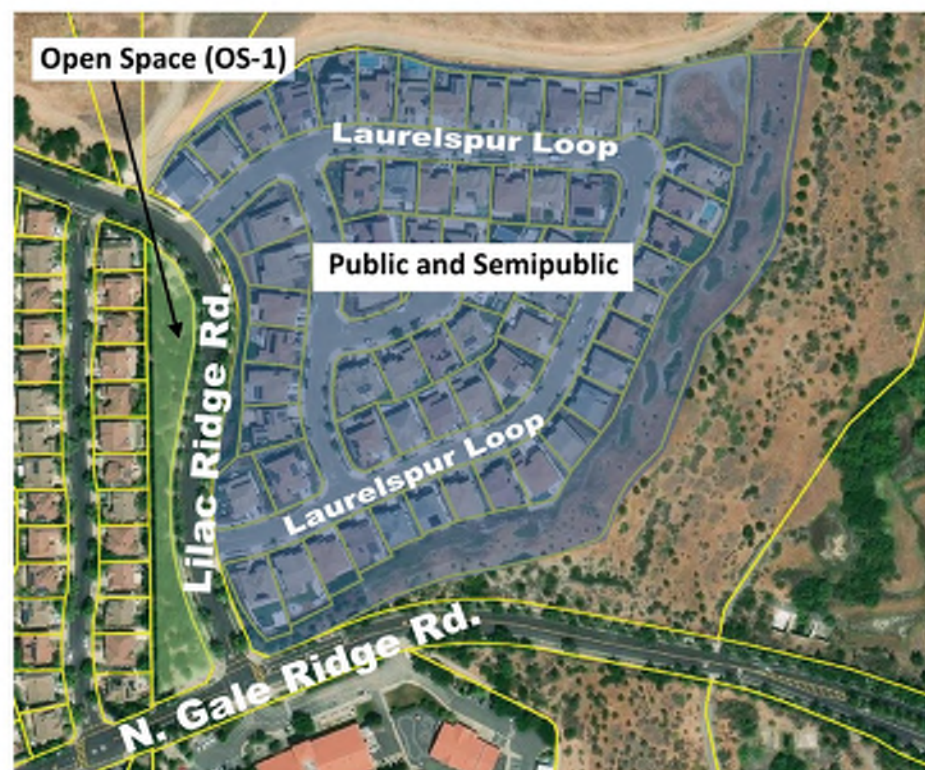 Open Space (OS-1)
Laurelspur Loop
Public and Semipublic
Lilac Ridge Rd.
Laurelspur Loop
N. Gale Ridge Rd.